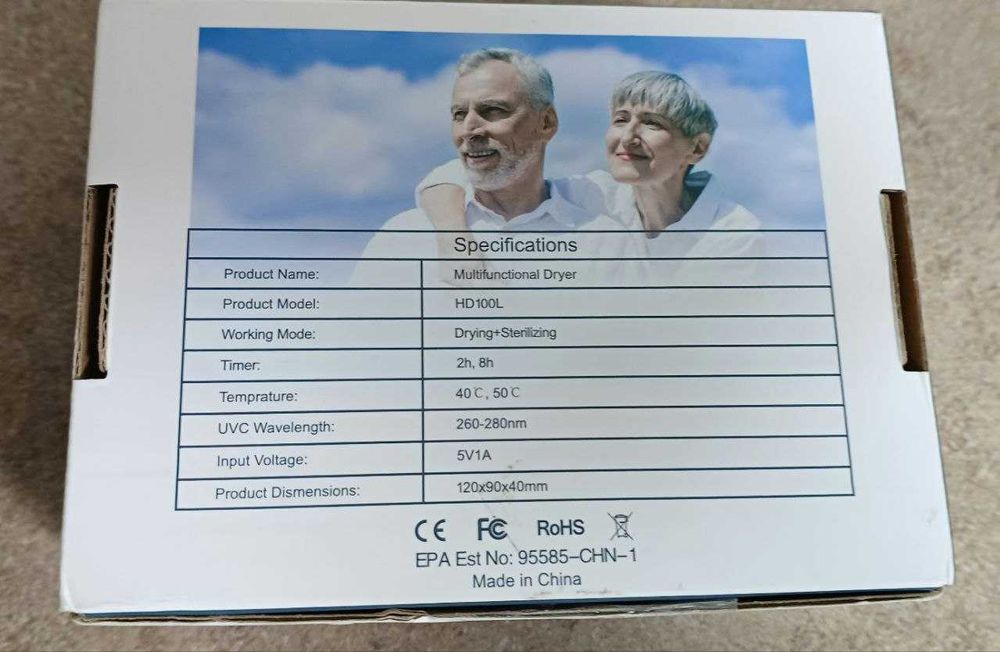 Specifications
Product Name: Multifunctional Dryer
Product Model: HD100L
Working Mode: Drying+Sterilizing
Timer: 2h, 8h
Temprature: 40℃, 50℃
UVC Wavelength: 260-280nm
Input Voltage: 5V1A
Product Dismensions: 120x90x40mm
CE FC RoHS
EPA Est No: 95585-CHN-1
Made in China